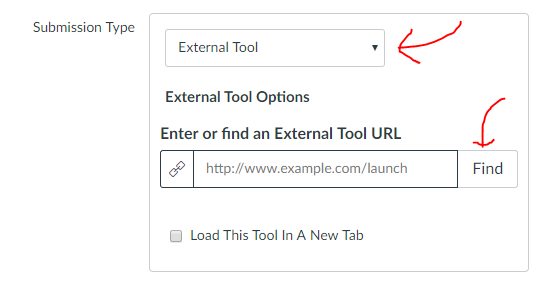 Submission Type
External Tool
External Tool Options
Enter or find an External Tool URL
http://www.example.com/launch Find
Load This Tool In A New Tab